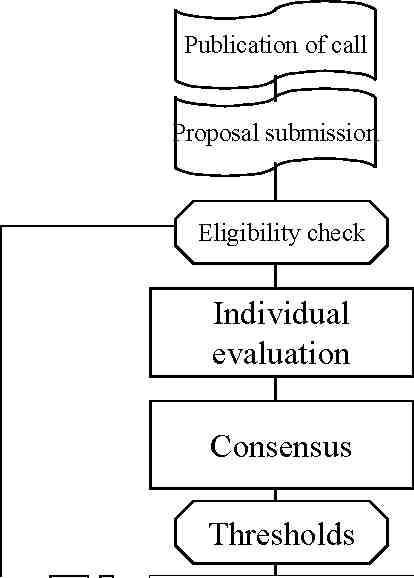 Publication of call
Proposal submission
Eligibility check
Individual
evaluation
Consensus
Thresholds